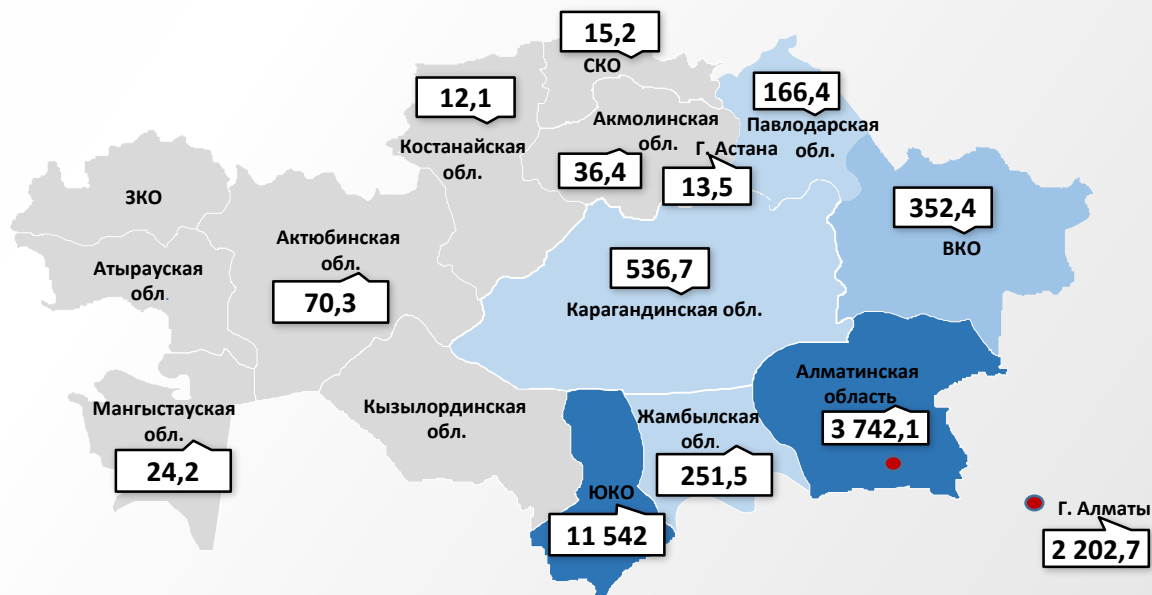 15,2
СКО
12,1
Костанайская
обл.
Акмолинская
обл.
36,4
Г. Астана
13,5
166,4
Павлодарская
обл.
ЗКО
Атырауская
обл.
Актюбинская
обл.
70,3
352,4
ВКО
536,7
Карагандинская обл.
Алматинская
область
3 742,1
Мангыстауская
обл.
24,2
Кызылординская
обл.
Жамбылская
обл.
251,5
ЮКО
11 542
Г. Алматы
2 202,7